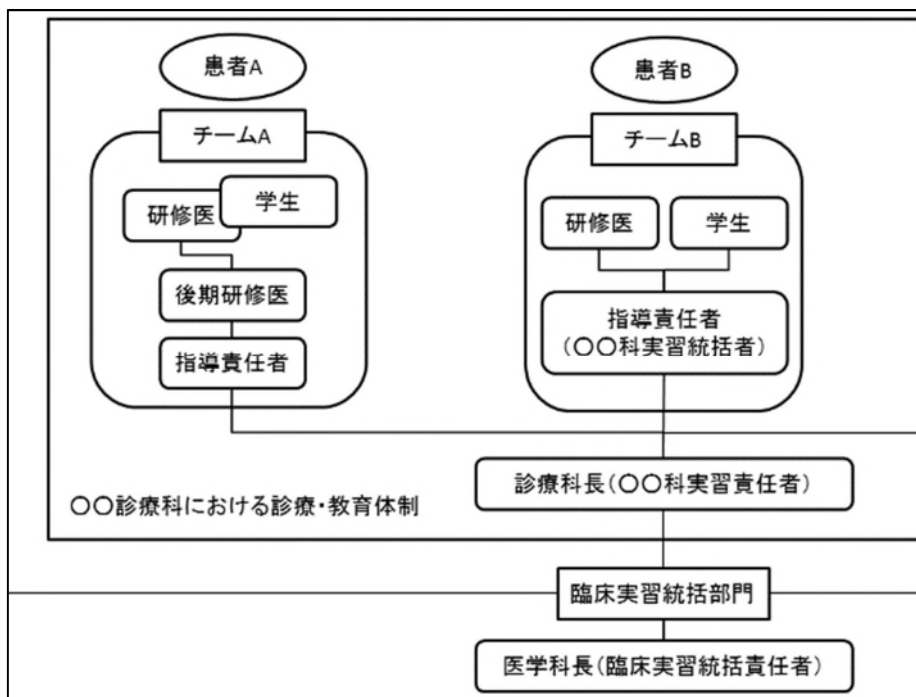 患者A
患者B
チームA
チームB
研修医
学生
後期研修医
指導責任者
研修医
学生
指導責任者
(〇〇科実習統括者)
診療科長(〇〇科実習責任者)
〇〇診療科における診療・教育体制
臨床実習統括部門
医学科長(臨床実習統括責任者)